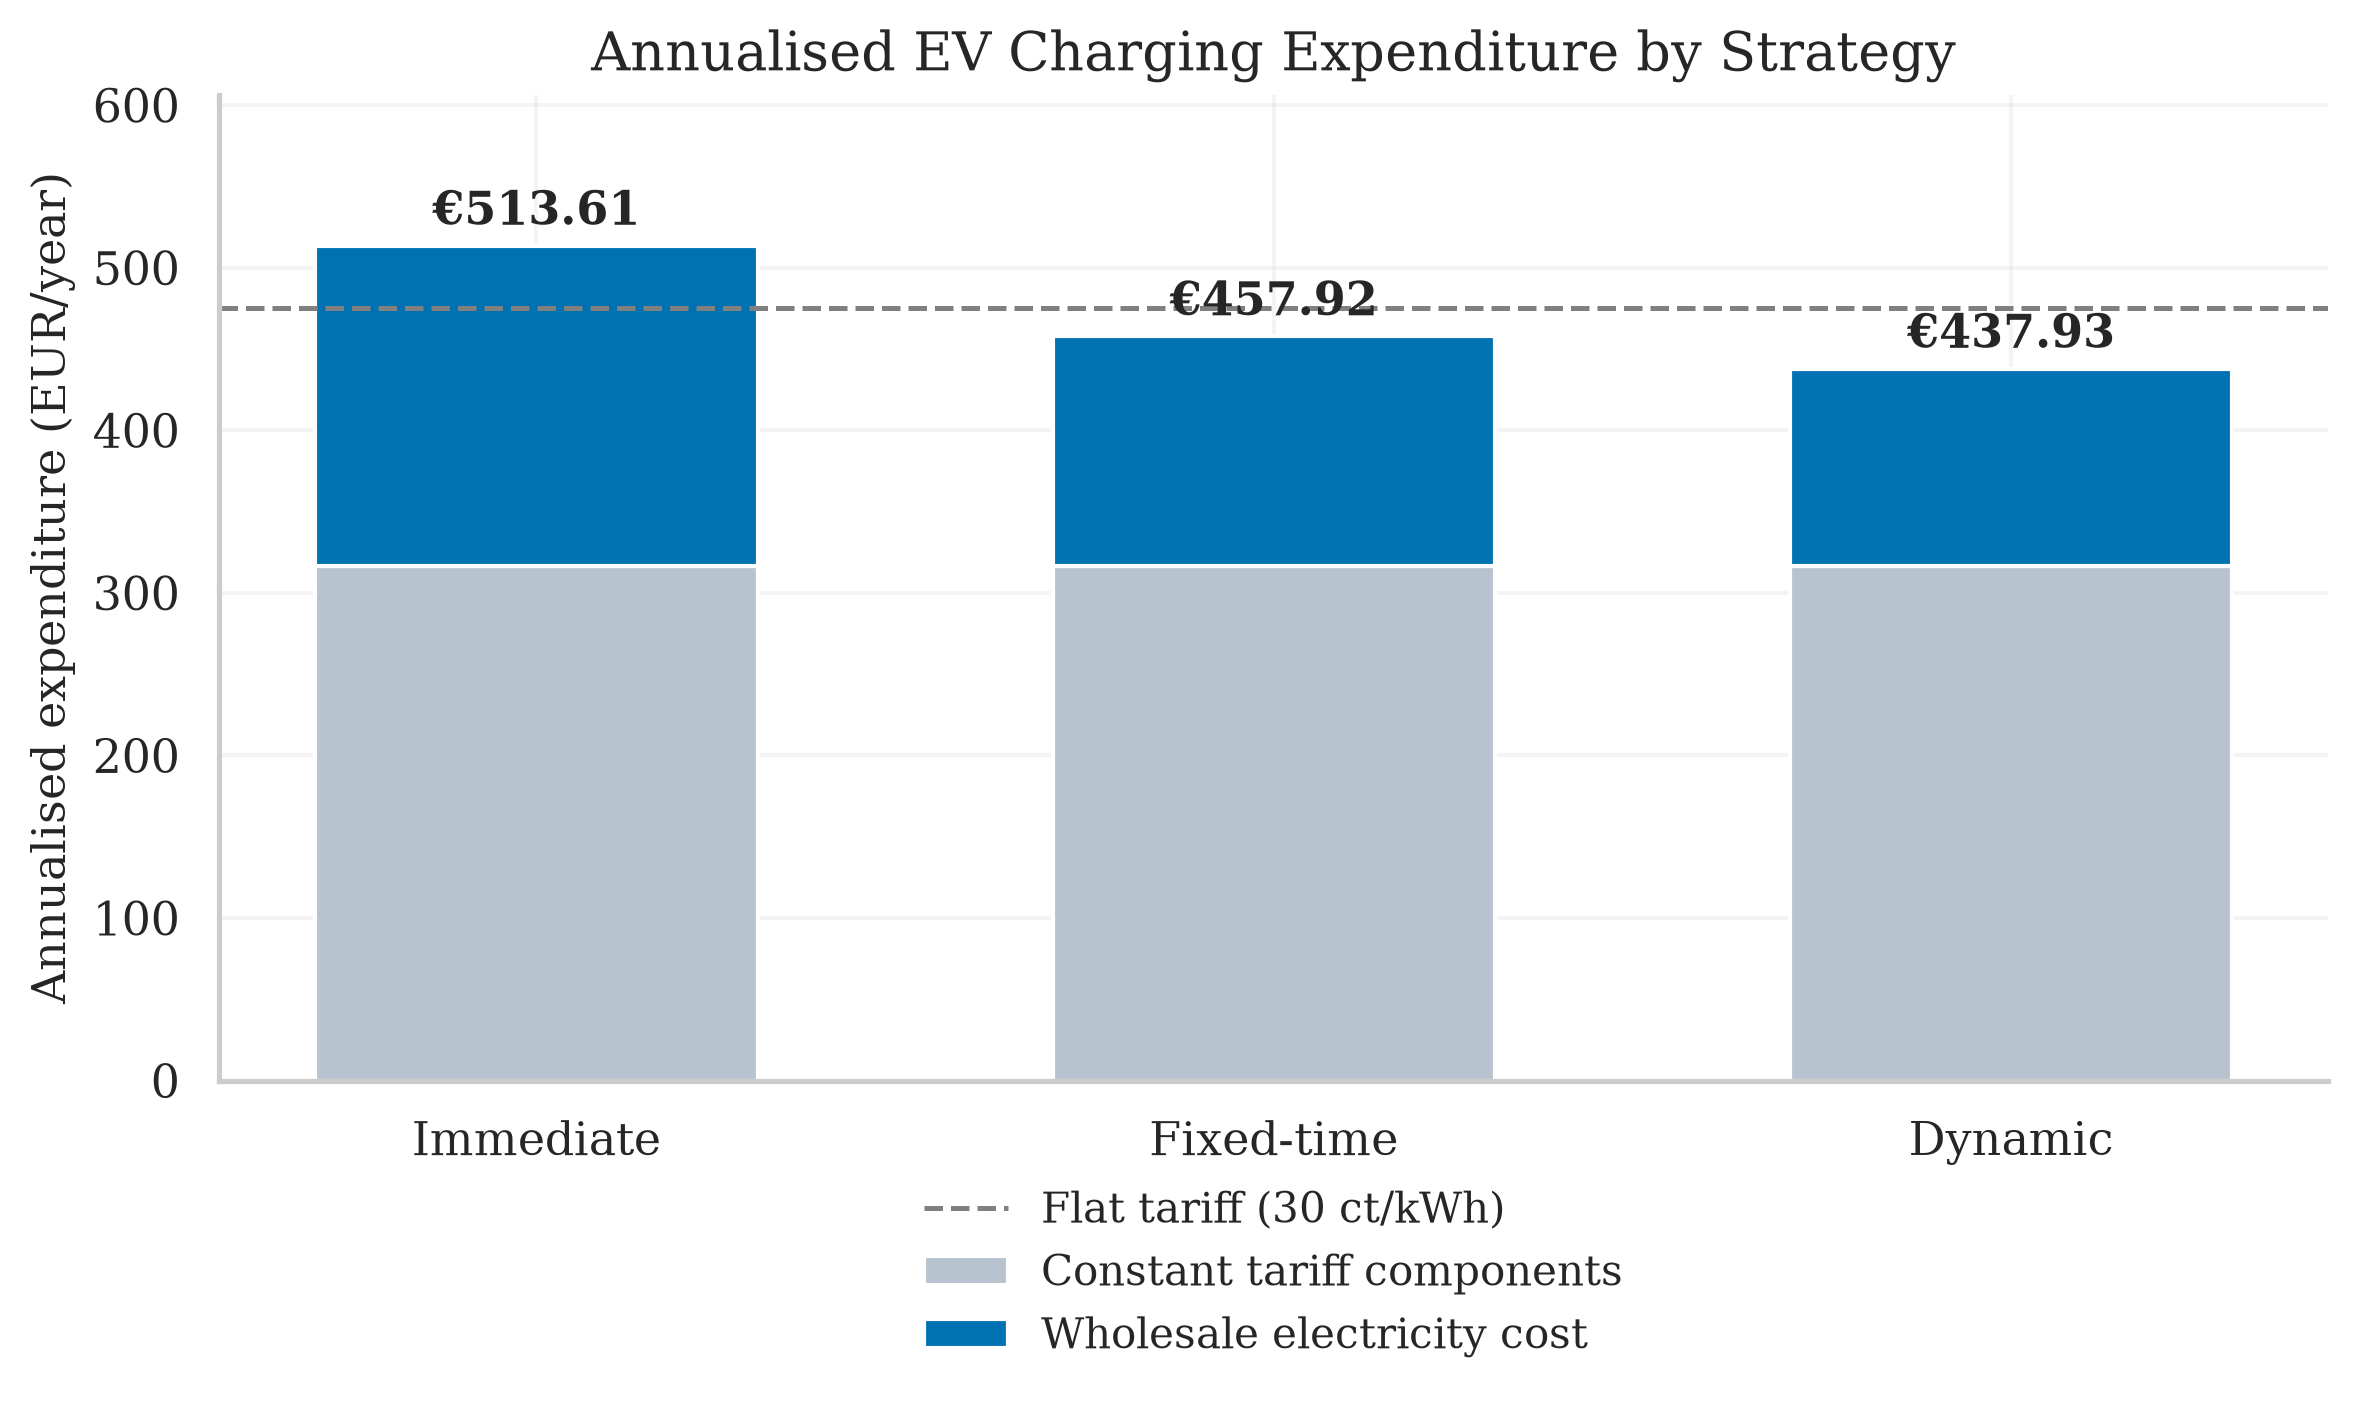 Annualised EV Charging Expenditure by Strategy
Annualised expenditure (EUR/year)
600
500
400
300
200
100
0
€513.61
€457.92
€437.93
Immediate
Fixed-time
Dynamic
Flat tariff (30 ct/kWh)
Constant tariff components
Wholesale electricity cost